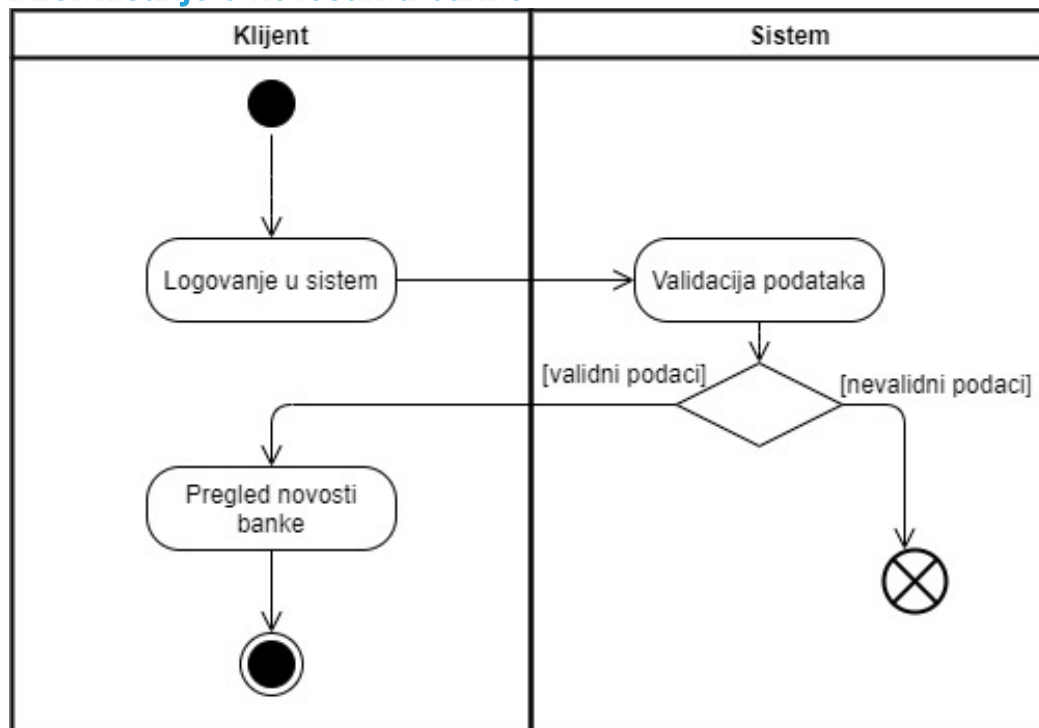 Klijent
Sistem
Logovanje u sistem
Validacija podataka
[validni podaci]
[nevalidni podaci]
Pregled novosti
banke